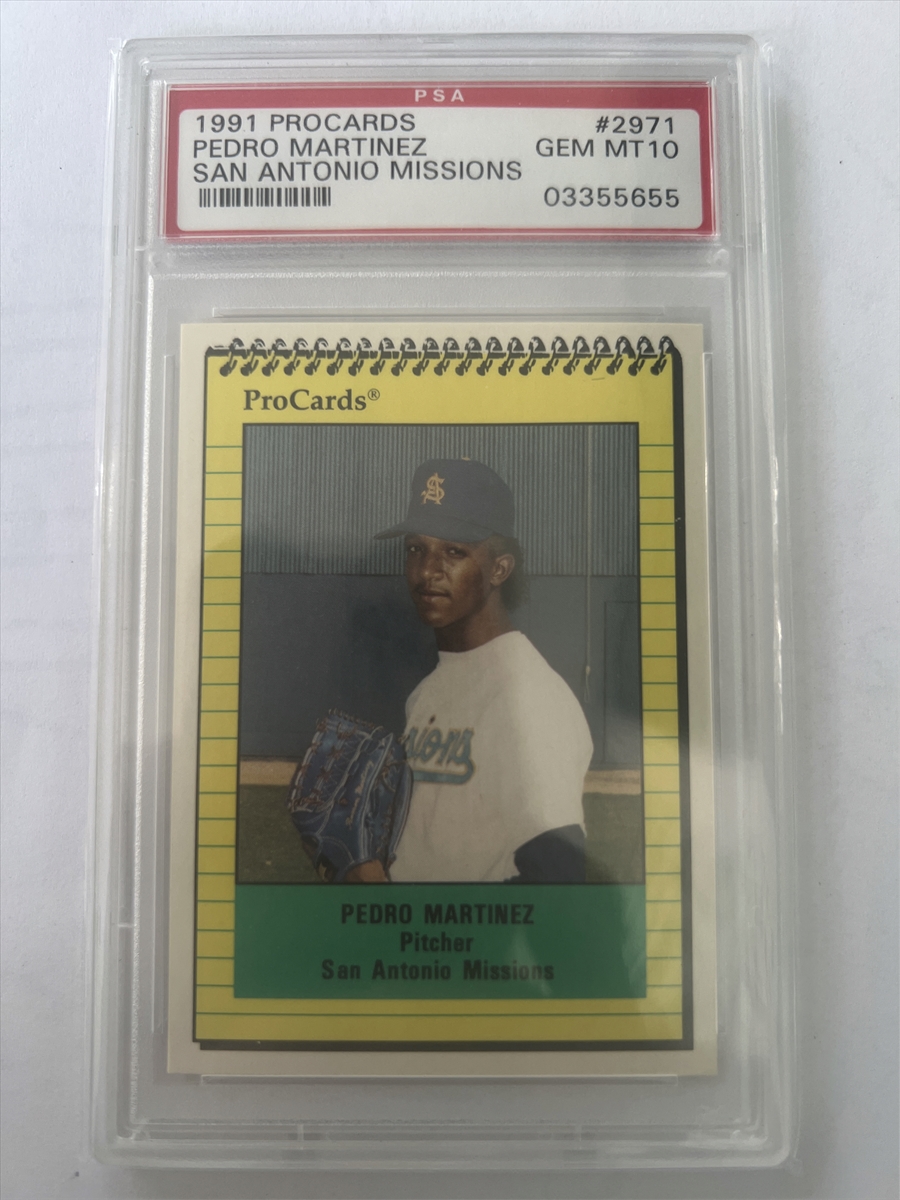 PSA
1991 PROCARDS #2971
PEDRO MARTINEZ GEM MT10
SAN ANTONIO MISSIONS
03355655
ProCards®
sions
PEDRO MARTINEZ
Pitcher
San Antonio Missions